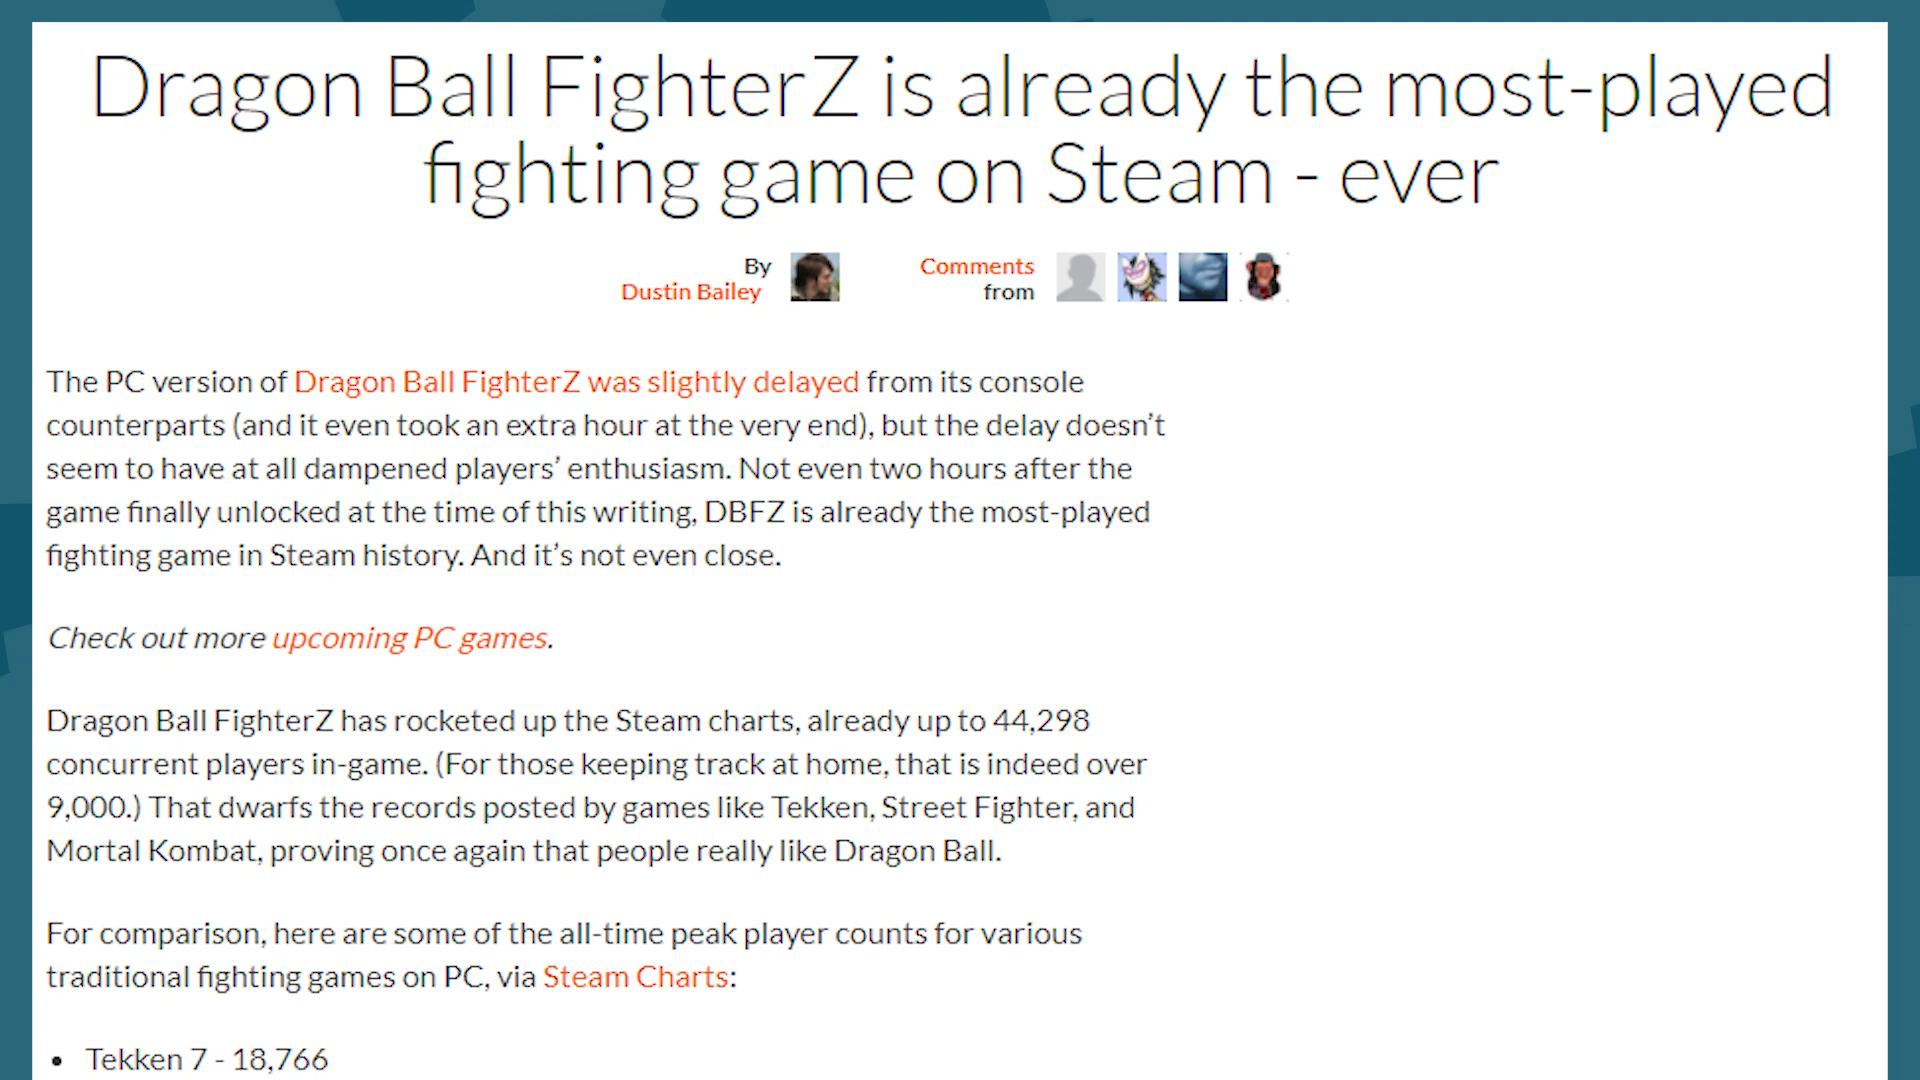 Dragon Ball FighterZ is already the most-played
fighting game on Steam - ever
By
Dustin Bailey
Comments
from
The PC version of Dragon Ball FighterZ was slightly delayed from its console
counterparts (and it even took an extra hour at the very end), but the delay doesn’t
seem to have at all dampened players’ enthusiasm. Not even two hours after the
game finally unlocked at the time of this writing, DBFZ is already the most-played
fighting game in Steam history. And it’s not even close.
Check out more upcoming PC games.
Dragon Ball FighterZ has rocketed up the Steam charts, already up to 44,298
concurrent players in-game. (For those keeping track at home, that is indeed over
9,000.) That dwarfs the records posted by games like Tekken, Street Fighter, and
Mortal Kombat, proving once again that people really like Dragon Ball.
For comparison, here are some of the all-time peak player counts for various
traditional fighting games on PC, via Steam Charts:
• Tekken 7 - 18,766